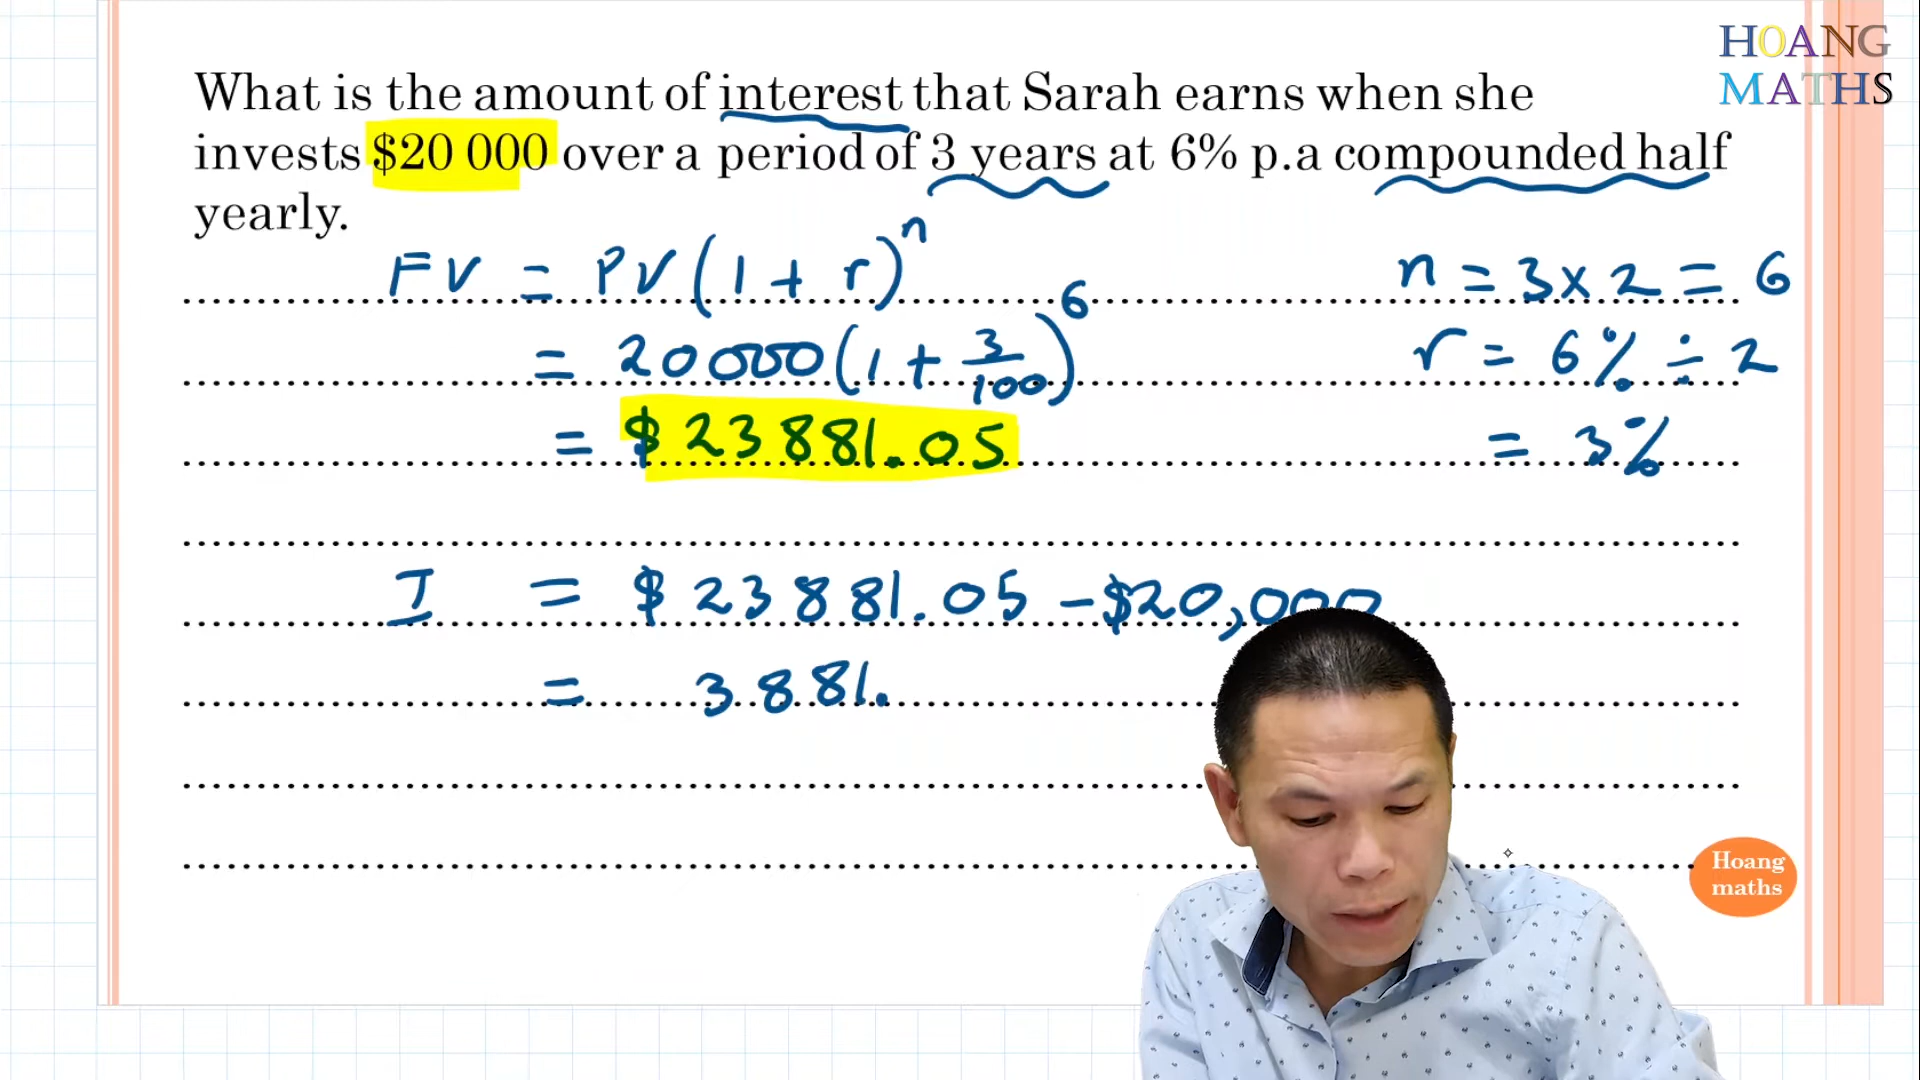 HOANG
MATHS
What is the amount of interest that Sarah earns when she
invests $20 000 over a period of 3 years at 6% p.a compounded half
yearly.
FV = PV(1 + r)^n
n = 3 × 2 = 6
= 20000(1 + 3/100)^6
r = 6% ÷ 2
= $23881.05
= 3%
I = $23881.05 - $20,000
= 3881.
Hoang
maths